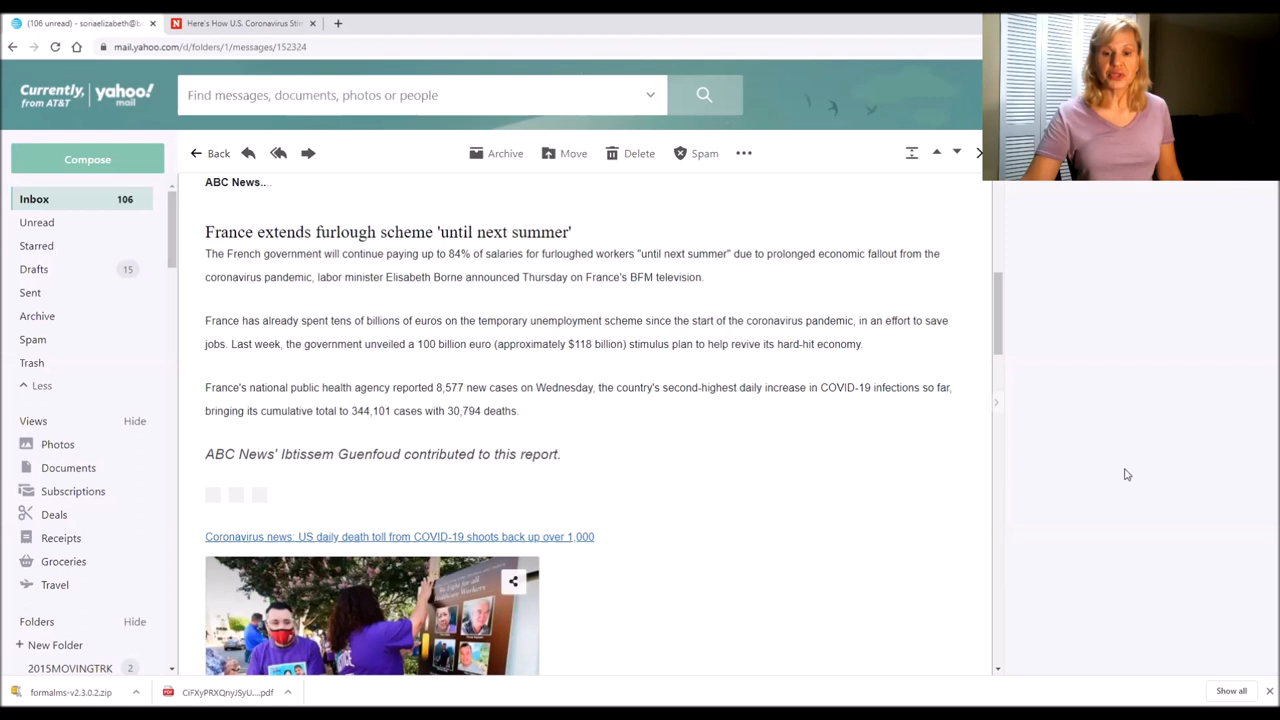 (106 unread) - soriaelizabeth@b
Here's How U.S. Coronavirus Stim
mail.yahoo.com/d/folders/1/messages/152324
Currently, from AT&T
yahoo! mail
Find messages, documents, photos or people
Compose
Back
Archive
Move
Delete
Spam
Inbox 106
Unread
Starred
Drafts 15
Sent
Archive
Spam
Trash
Less
Views Hide
Photos
Documents
Subscriptions
Deals
Receipts
Groceries
Travel
Folders Hide
+ New Folder
2015MOVINGTRK 2
ABC News...
France extends furlough scheme 'until next summer'
The French government will continue paying up to 84% of salaries for furloughed workers "until next summer" due to prolonged economic fallout from the
coronavirus pandemic, labor minister Elisabeth Borne announced Thursday on France's BFM television.
France has already spent tens of billions of euros on the temporary unemployment scheme since the start of the coronavirus pandemic, in an effort to save
jobs. Last week, the government unveiled a 100 billion euro (approximately $118 billion) stimulus plan to help revive its hard-hit economy.
France's national public health agency reported 8,577 new cases on Wednesday, the country's second-highest daily increase in COVID-19 infections so far,
bringing its cumulative total to 344,101 cases with 30,794 deaths.
ABC News' Ibtissem Guenfoud contributed to this report.
Coronavirus news: US daily death toll from COVID-19 shoots back up over 1,000
We Fight for all
Healthcare Workers
formalms-v2.3.0.2.zip
CiFXyPRXQnyJSyU....pdf
Show all